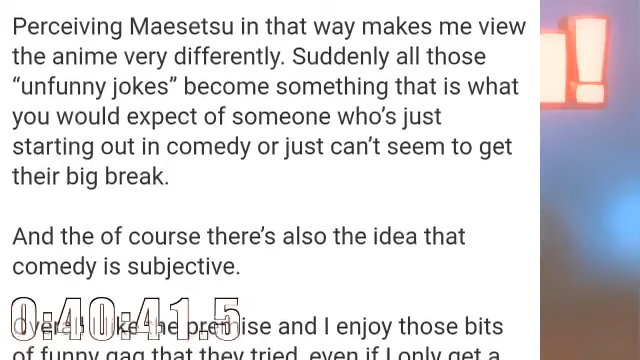 Perceiving Maesetsu in that way makes me view
the anime very differently. Suddenly all those
“unfunny jokes” become something that is what
you would expect of someone who’s just
starting out in comedy or just can’t seem to get
their big break.
And the of course there’s also the idea that
comedy is subjective.
0:40:41.5
Overall I like the premise and I enjoy those bits
of funny gag that they tried, even if I only get a
!